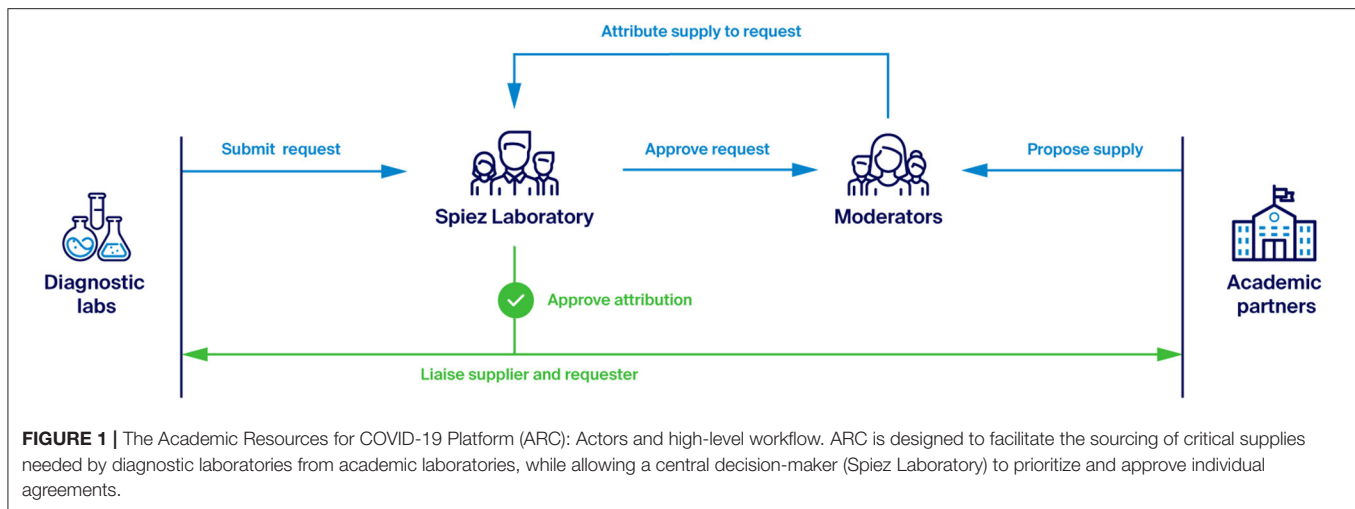 Attribute supply to request
Submit request
Approve request
Propose supply
Spiez Laboratory
Moderators
Diagnostic
labs
Academic
partners
Approve attribution
Liaise supplier and requester
FIGURE 1 | The Academic Resources for COVID-19 Platform (ARC): Actors and high-level workflow. ARC is designed to facilitate the sourcing of critical supplies
needed by diagnostic laboratories from academic laboratories, while allowing a central decision-maker (Spiez Laboratory) to prioritize and approve individual
agreements.